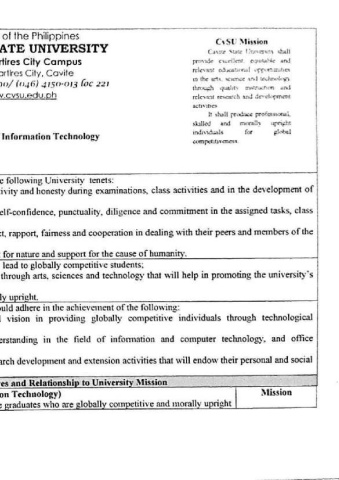 of the Philippines
ATE UNIVERSITY
rtires City Campus
artires City, Cavite
/ (046) 4150-013 loc 221
.cvsu.edu.ph
Information Technology
CvSU Mission
Cavite State University shall
provide excellent, equitable and
relevant educational opportunities
in the arts, science and technology
through quality instruction and
relevant research and development
activities
It shall produce professional,
skilled and morally upright
individuals for global
competitiveness.
e following University tenets:
ivity and honesty during examinations, class activities and in the development of
elf-confidence, punctuality, diligence and commitment in the assigned tasks, class
ct, rapport, fairness and cooperation in dealing with their peers and members of the
for nature and support for the cause of humanity.
lead to globally competitive students;
through arts, sciences and technology that will help in promoting the university's
ly upright.
ould adhere in the achievement of the following:
vision in providing globally competitive individuals through technological
erstanding in the field of information and computer technology, and office
arch development and extension activities that will endow their personal and social
es and Relationship to University Mission
on Technology) Mission
e graduates who are globally competitive and morally upright